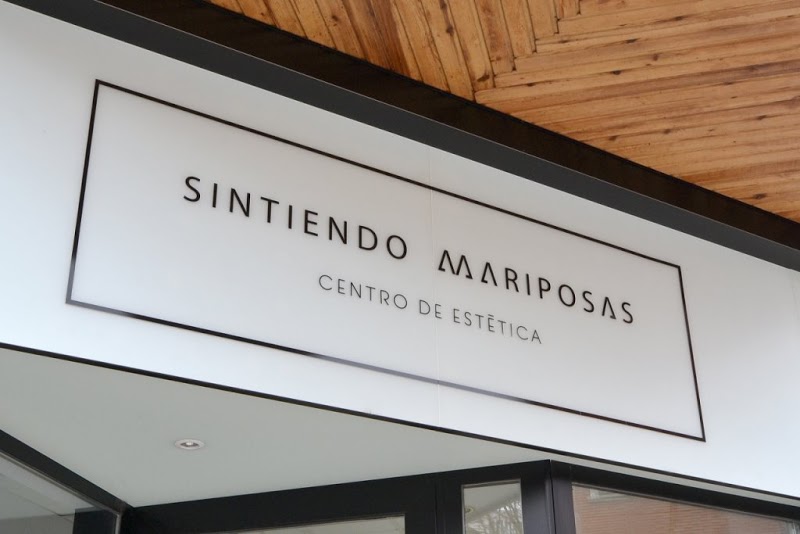 SINTIENDO MARIPOSAS
CENTRO DE ESTÉTICA